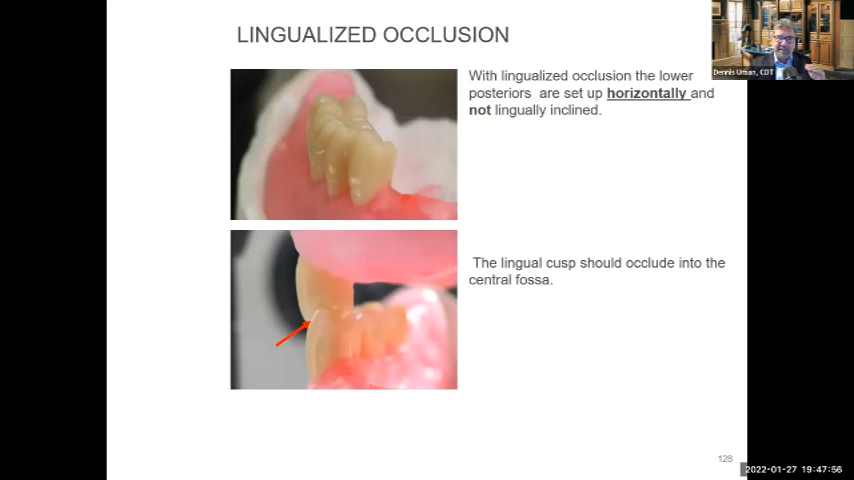 LINGUALIZED OCCLUSION
Dennis Urban, CDT
With lingualized occlusion the lower
posteriors are set up horizontally and
not lingually inclined.
The lingual cusp should occlude into the
central fossa.
128
2022-01-27 19:47:56